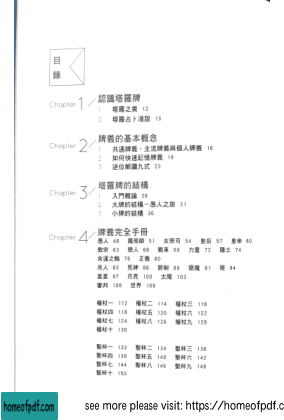 目
錄
Chapter 1 認識塔羅牌
1 塔羅之美 12
2 塔羅占卜淺説 13
Chapter 2 牌義的基本概念
1 共通牌義、主流牌義與個人牌義 16
2 如何快速記憶牌義 19
3 逆位解讀九式 23
Chapter 3 塔羅牌的結構
1 入門概論 28
2 大牌的結構－愚人之旅 31
3 小牌的結構 36
Chapter 4 牌義完全手冊
愚人 48 魔術師 51 女祭司 54 皇后 57 皇帝 60
教宗 63 戀人 66 戰車 69 力量 72 隱士 74
命運之輪 76 正義 80
吊人 83 死神 86 節制 89 惡魔 91 塔 94
星星 97 月亮 100 太陽 103
審判 106 世界 109
權杖一 112 權杖二 114 權杖三 116
權杖四 118 權杖五 120 權杖六 122
權杖七 124 權杖八 126 權杖九 128
權杖十 130
聖杯一 132 聖杯二 134 聖杯三 136
聖杯四 138 聖杯五 140 聖杯六 142
聖杯七 144 聖杯八 146 聖杯九 148
聖杯十 150
homeofpdf.com
see more please visit: https://homeofpdf.c